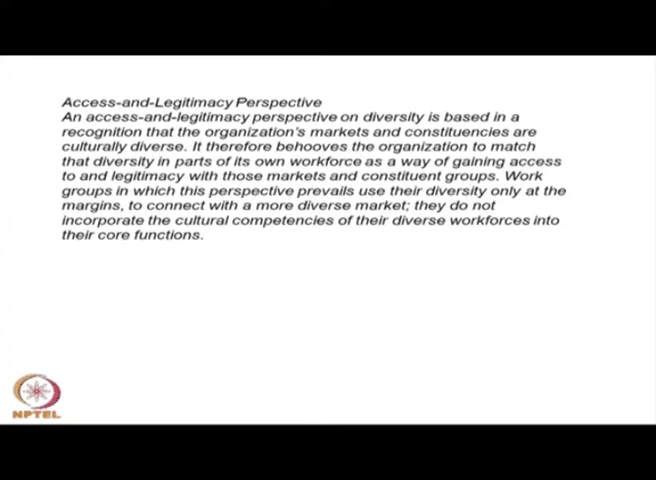 Access-and-Legitimacy Perspective
An access-and-legitimacy perspective on diversity is based in a
recognition that the organization's markets and constituencies are
culturally diverse. It therefore behooves the organization to match
that diversity in parts of its own workforce as a way of gaining access
to and legitimacy with those markets and constituent groups. Work
groups in which this perspective prevails use their diversity only at the
margins, to connect with a more diverse market; they do not
incorporate the cultural competencies of their diverse workforces into
their core functions.
NPTEL